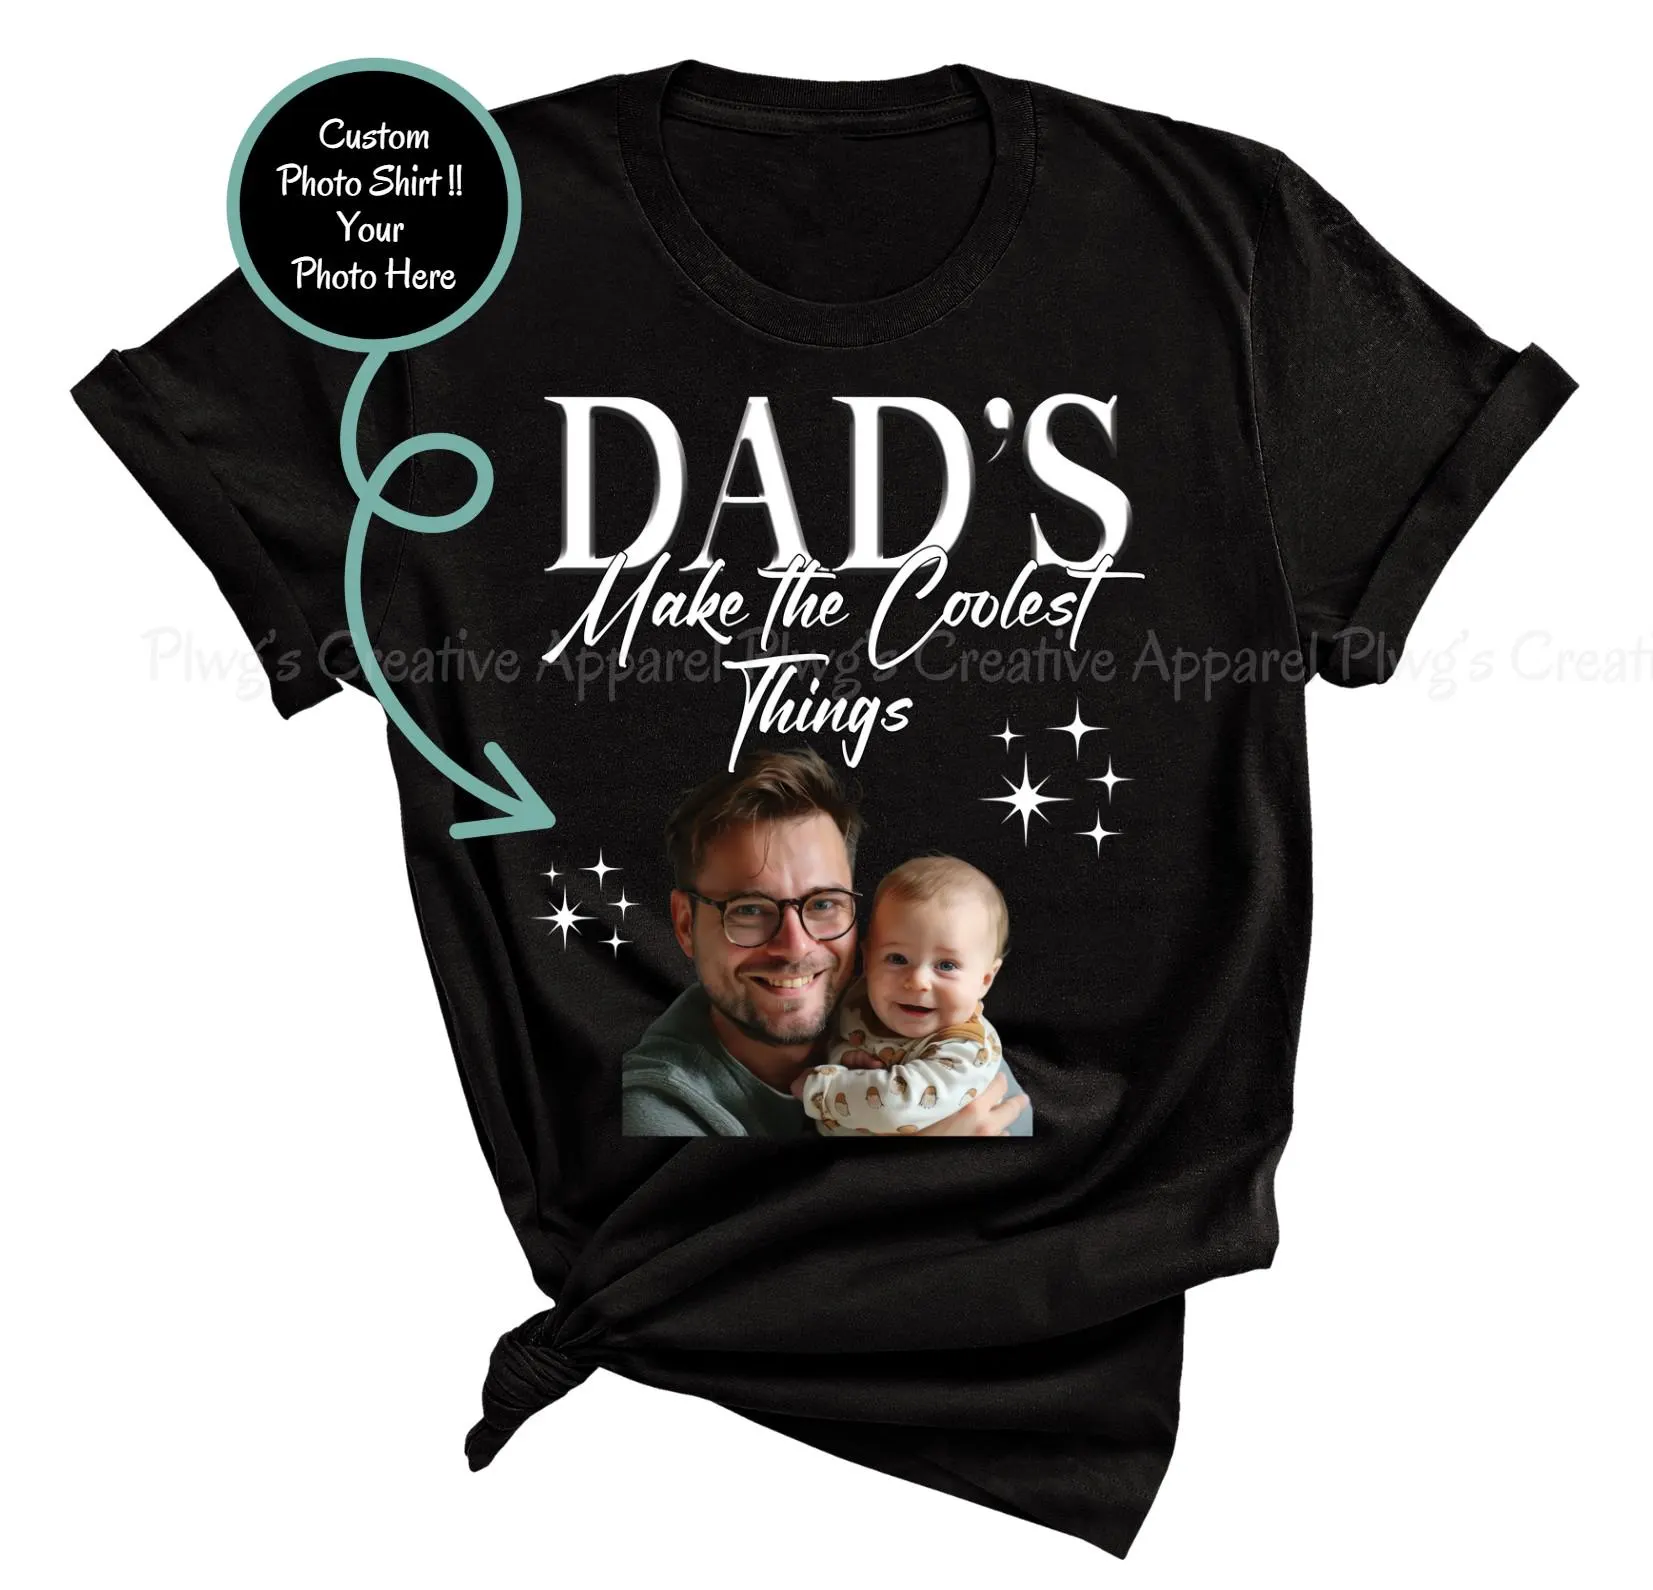 Custom
Photo Shirt !!
Your
Photo Here
DAD'S
Make the Coolest
Things
Plwg's Creative Apparel Plwg's Creative Apparel Plwg's Creati